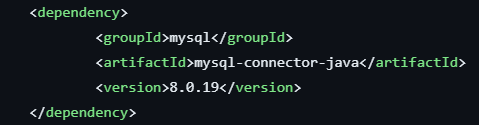 <dependency>
<groupId>mysql</groupId>
<artifactId>mysql-connector-java</artifactId>
<version>8.0.19</version>
</dependency>